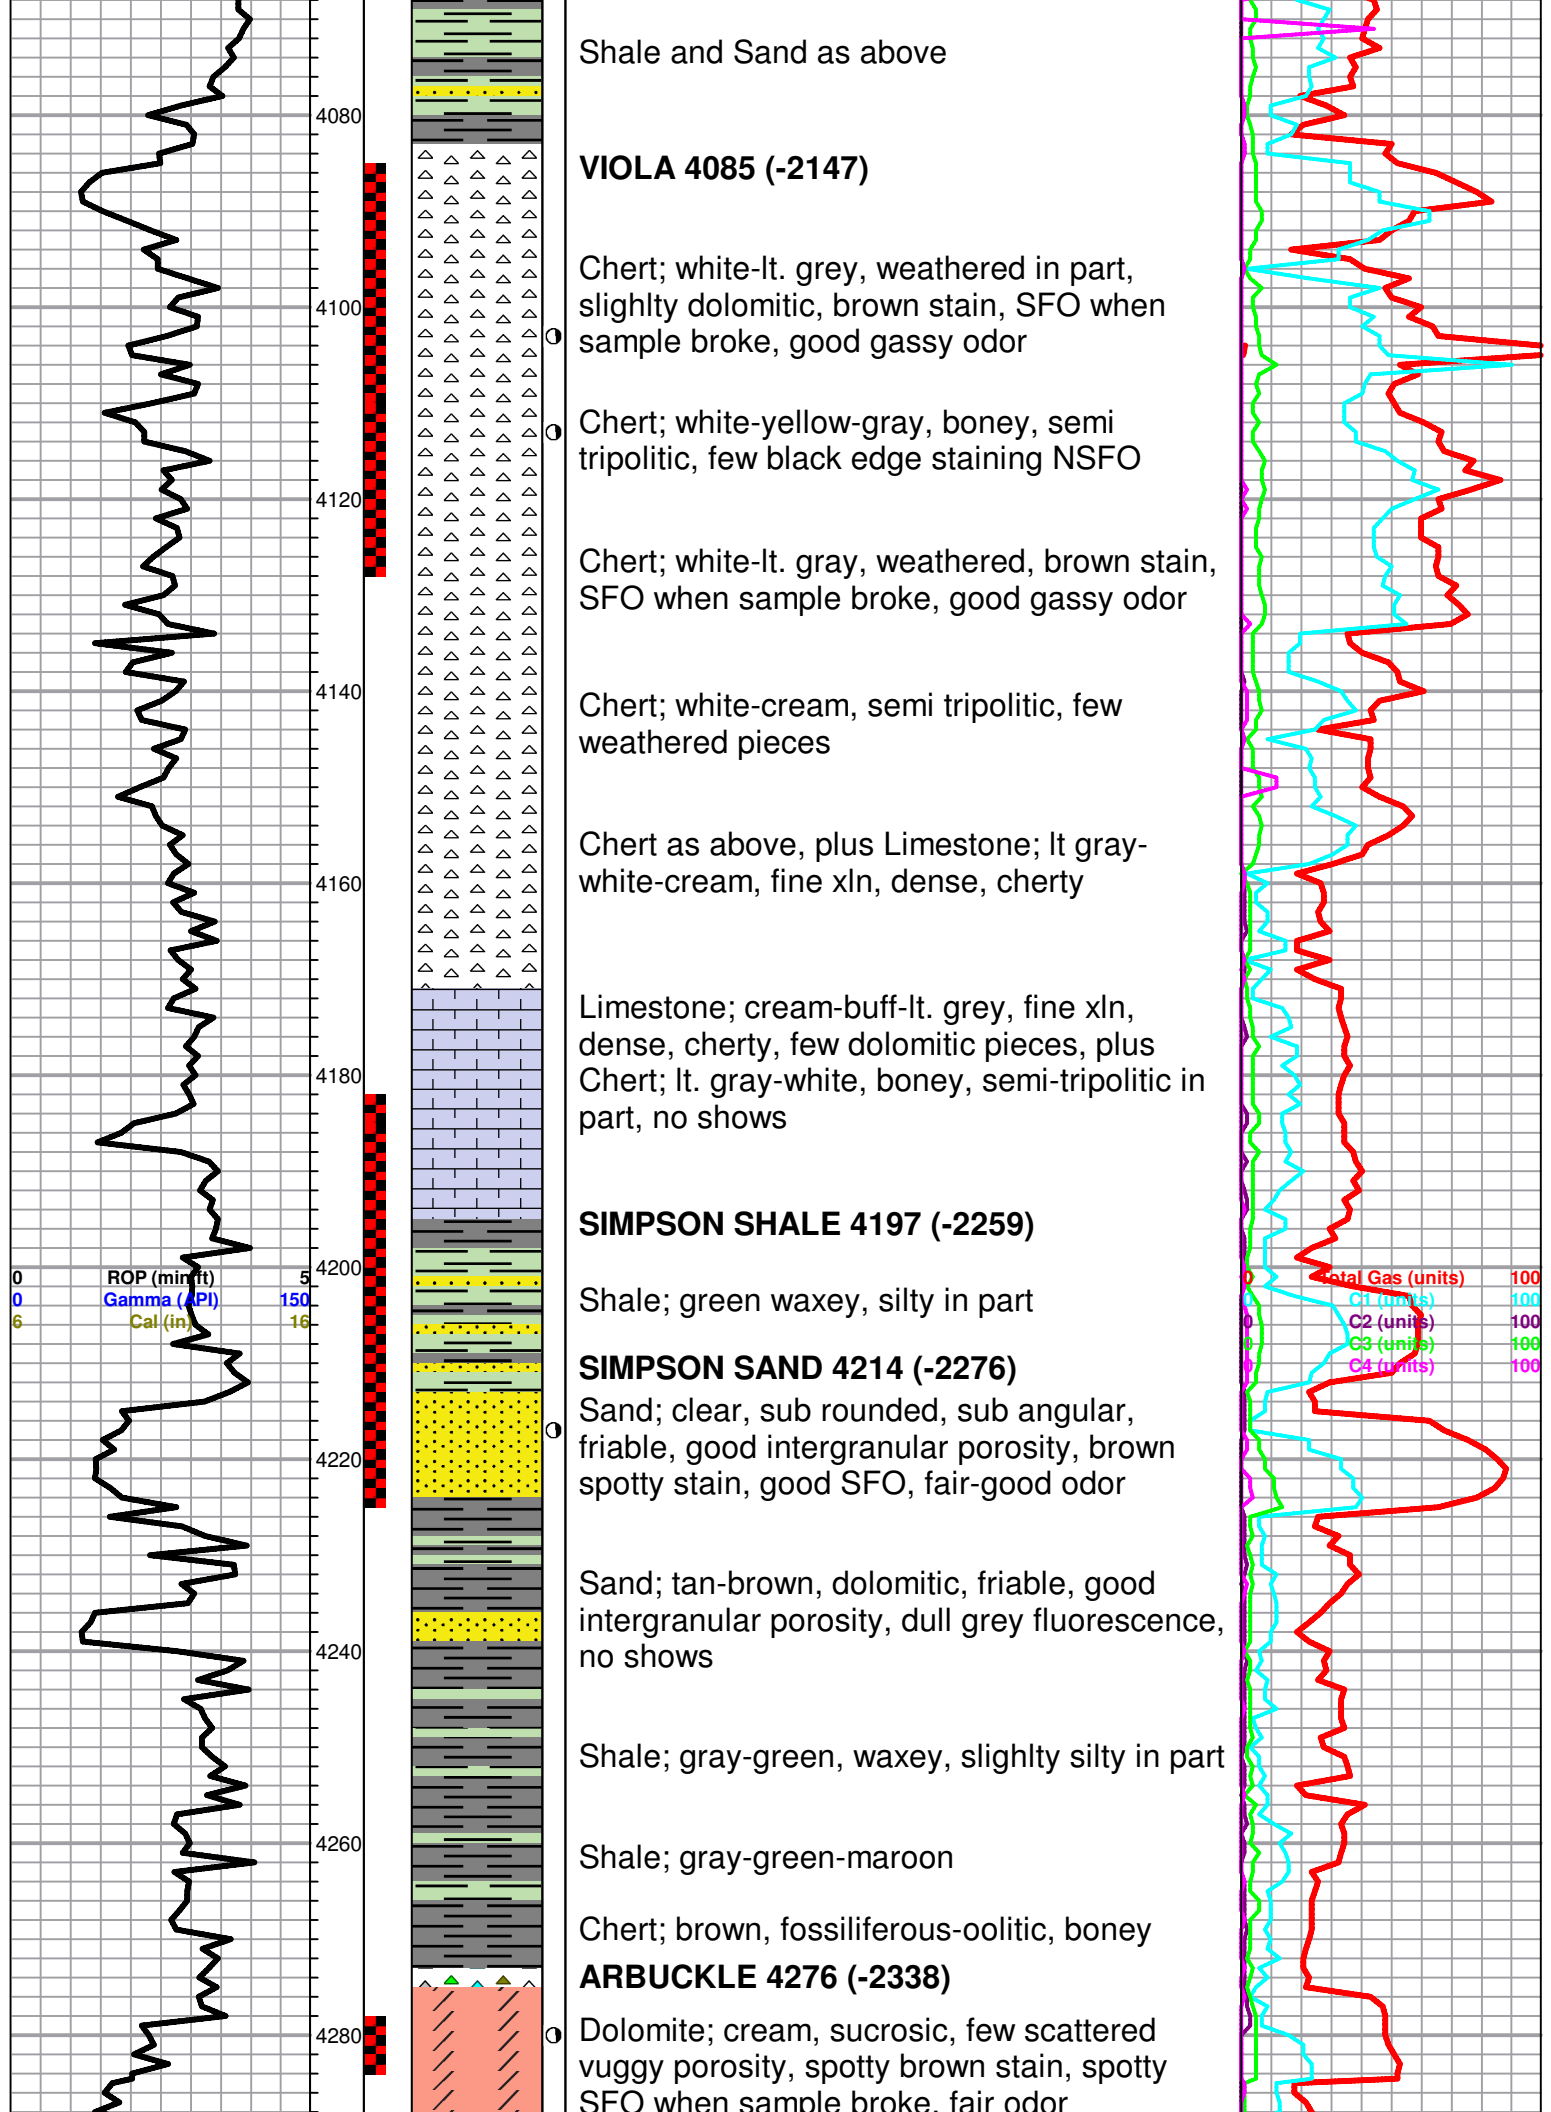 Shale and Sand as above
4080
VIOLA 4085 (-2147)
Chert; white-lt. grey, weathered in part,
slighlty dolomitic, brown stain, SFO when
sample broke, good gassy odor
4100
Chert; white-yellow-gray, boney, semi
tripolitic, few black edge staining NSFO
4120
Chert; white-lt. gray, weathered, brown stain,
SFO when sample broke, good gassy odor
4140
Chert; white-cream, semi tripolitic, few
weathered pieces
Chert as above, plus Limestone; lt gray-
white-cream, fine xln, dense, cherty
4160
Limestone; cream-buff-lt. grey, fine xln,
dense, cherty, few dolomitic pieces, plus
Chert; lt. gray-white, boney, semi-tripolitic in
part, no shows
4180
SIMPSON SHALE 4197 (-2259)
4200
0 ROP (min/ft) 5
0 Gamma (API) 150
6 Cal (in) 16
0 Total Gas (units) 100
0 C1 (units) 100
0 C2 (units) 100
0 C3 (units) 100
0 C4 (units) 100
Shale; green waxey, silty in part
SIMPSON SAND 4214 (-2276)
Sand; clear, sub rounded, sub angular,
friable, good intergranular porosity, brown
spotty stain, good SFO, fair-good odor
4220
Sand; tan-brown, dolomitic, friable, good
intergranular porosity, dull grey fluorescence,
no shows
4240
Shale; gray-green, waxey, slighlty silty in part
4260
Shale; gray-green-maroon
Chert; brown, fossiliferous-oolitic, boney
ARBUCKLE 4276 (-2338)
4280
Dolomite; cream, sucrosic, few scattered
vuggy porosity, spotty brown stain, spotty
SFO when sample broke, fair odor